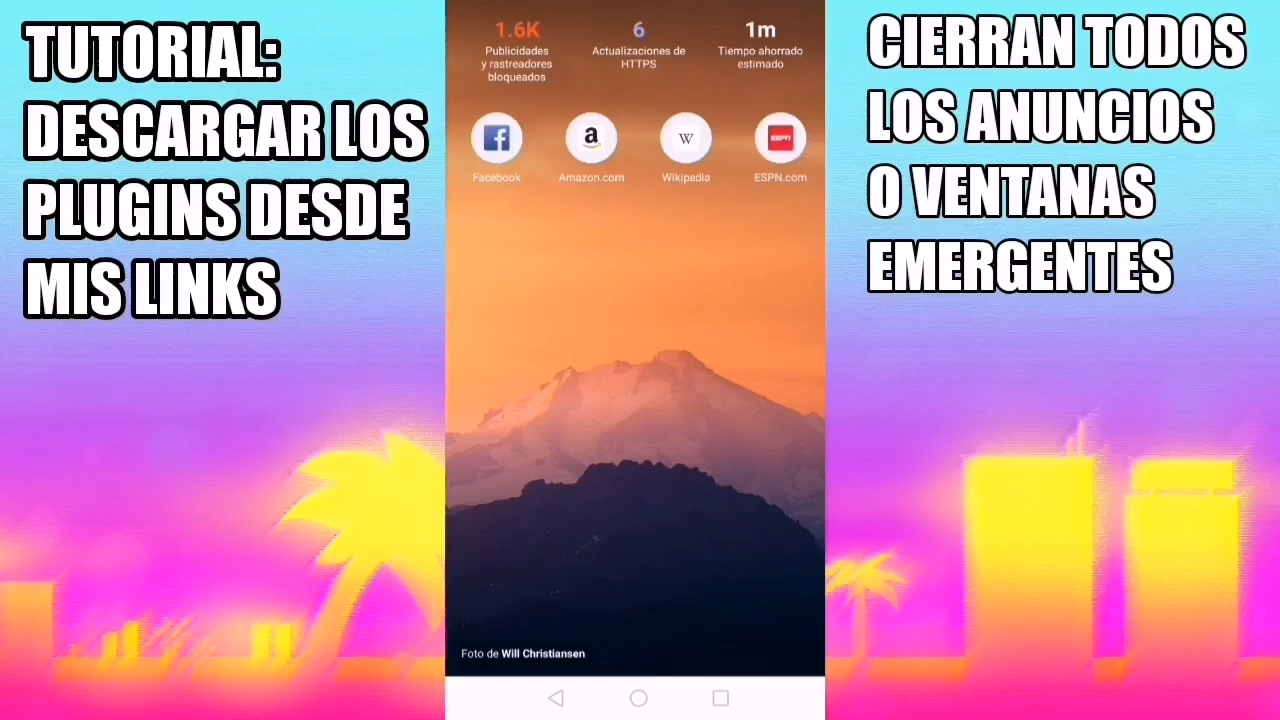 TUTORIAL:
DESCARGAR LOS
PLUGINS DESDE
MIS LINKS
1.6K
Publicidades
y rastreadores
bloqueados
6
Actualizaciones de
HTTPS
1m
Tiempo ahorrado
estimado
f
a
W
ESPN
Facebook
Amazon.com
Wikipedia
ESPN.com
Foto de Will Christiansen
CIERRAN TODOS
LOS ANUNCIOS
O VENTANAS
EMERGENTES